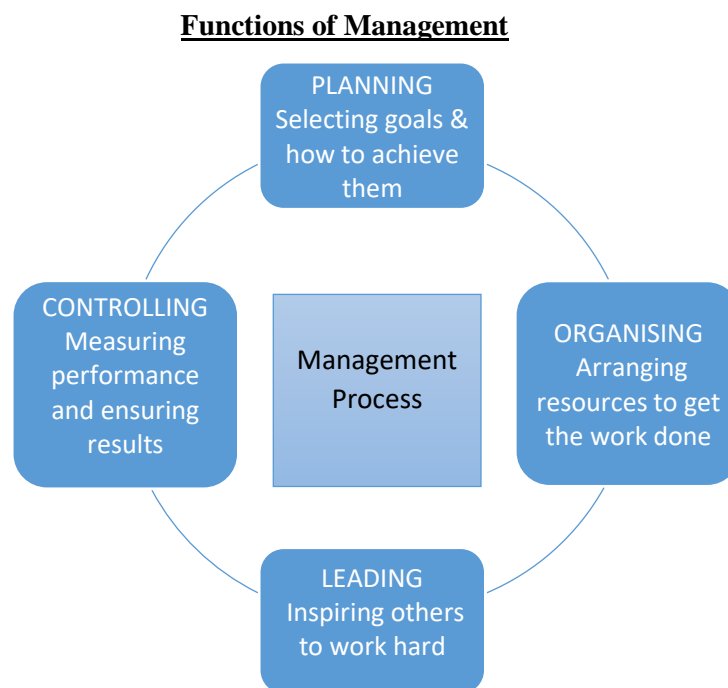 Functions of Management
PLANNING
Selecting goals &
how to achieve
them
CONTROLLING
Measuring
performance
and ensuring
results
Management
Process
ORGANISING
Arranging
resources to get
the work done
LEADING
Inspiring others
to work hard